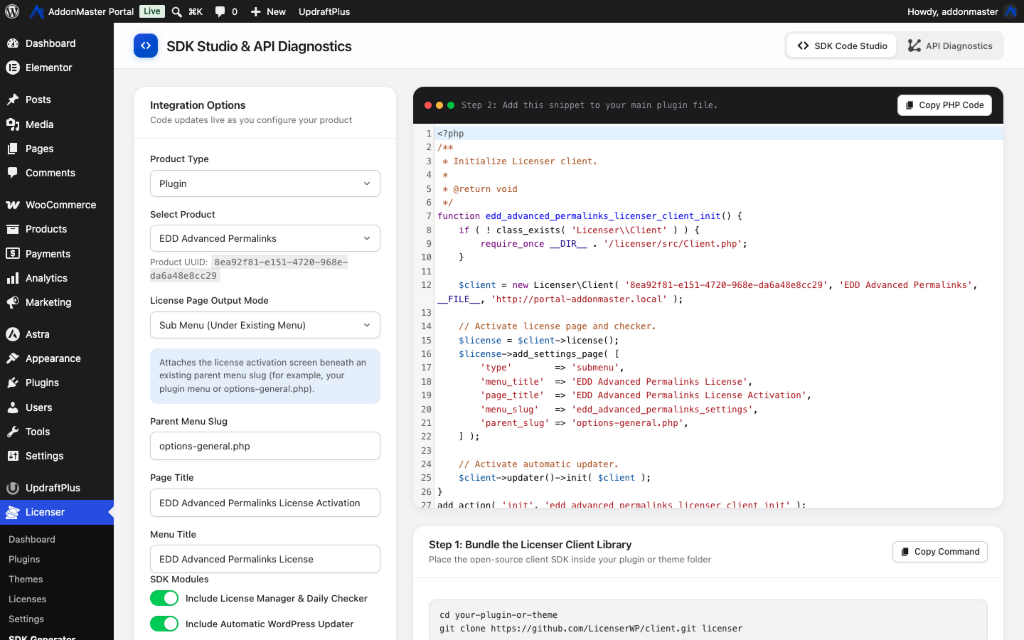 AddonMaster Portal Live ⌘K 0 New UpdraftPlus Howdy, addonmaster
Dashboard
Elementor
Posts
Media
Pages
Comments
WooCommerce
Products
Payments
Analytics
Marketing
Astra
Appearance
Plugins
Users
Tools
Settings
UpdraftPlus
Licenser
Dashboard
Plugins
Themes
Licenses
Settings
SDK Generator
SDK Studio & API Diagnostics
SDK Code Studio
API Diagnostics
Integration Options
Code updates live as you configure your product
Product Type
Plugin
Select Product
EDD Advanced Permalinks
Product UUID: 8ea92f81-e151-4720-968e-
da6a48e8cc29
License Page Output Mode
Sub Menu (Under Existing Menu)
Attaches the license activation screen beneath an
existing parent menu slug (for example, your
plugin menu or options-general.php).
Parent Menu Slug
options-general.php
Page Title
EDD Advanced Permalinks License Activation
Menu Title
EDD Advanced Permalinks License
SDK Modules
Include License Manager & Daily Checker
Include Automatic WordPress Updater
Step 2: Add this snippet to your main plugin file.
Copy PHP Code
1 <?php
2 /**
3  * Initialize Licenser client.
4  *
5  * @return void
6  */
7 function edd_advanced_permalinks_licenser_client_init() {
8     if ( ! class_exists( 'Licenser\\Client' ) ) {
9         require_once __DIR__ . '/licenser/src/Client.php';
10     }
11
12     $client = new Licenser\Client( '8ea92f81-e151-4720-968e-da6a48e8cc29', 'EDD Advanced Permalinks',
__FILE__, 'http://portal-addonmaster.local' );
13
14     // Activate license page and checker.
15     $license = $client->license();
16     $license->add_settings_page( [
17         'type'       => 'submenu',
18         'menu_title' => 'EDD Advanced Permalinks License',
19         'page_title' => 'EDD Advanced Permalinks License Activation',
20         'menu_slug'  => 'edd_advanced_permalinks_settings',
21         'parent_slug' => 'options-general.php',
22     ] );
23
24     // Activate automatic updater.
25     $client->updater()->init( $client );
26 }
27 add_action( 'init', 'edd_advanced_permalinks_licenser_client_init' );
Step 1: Bundle the Licenser Client Library
Place the open-source client SDK inside your plugin or theme folder
Copy Command
cd your-plugin-or-theme
git clone https://github.com/LicenserWP/client.git licenser